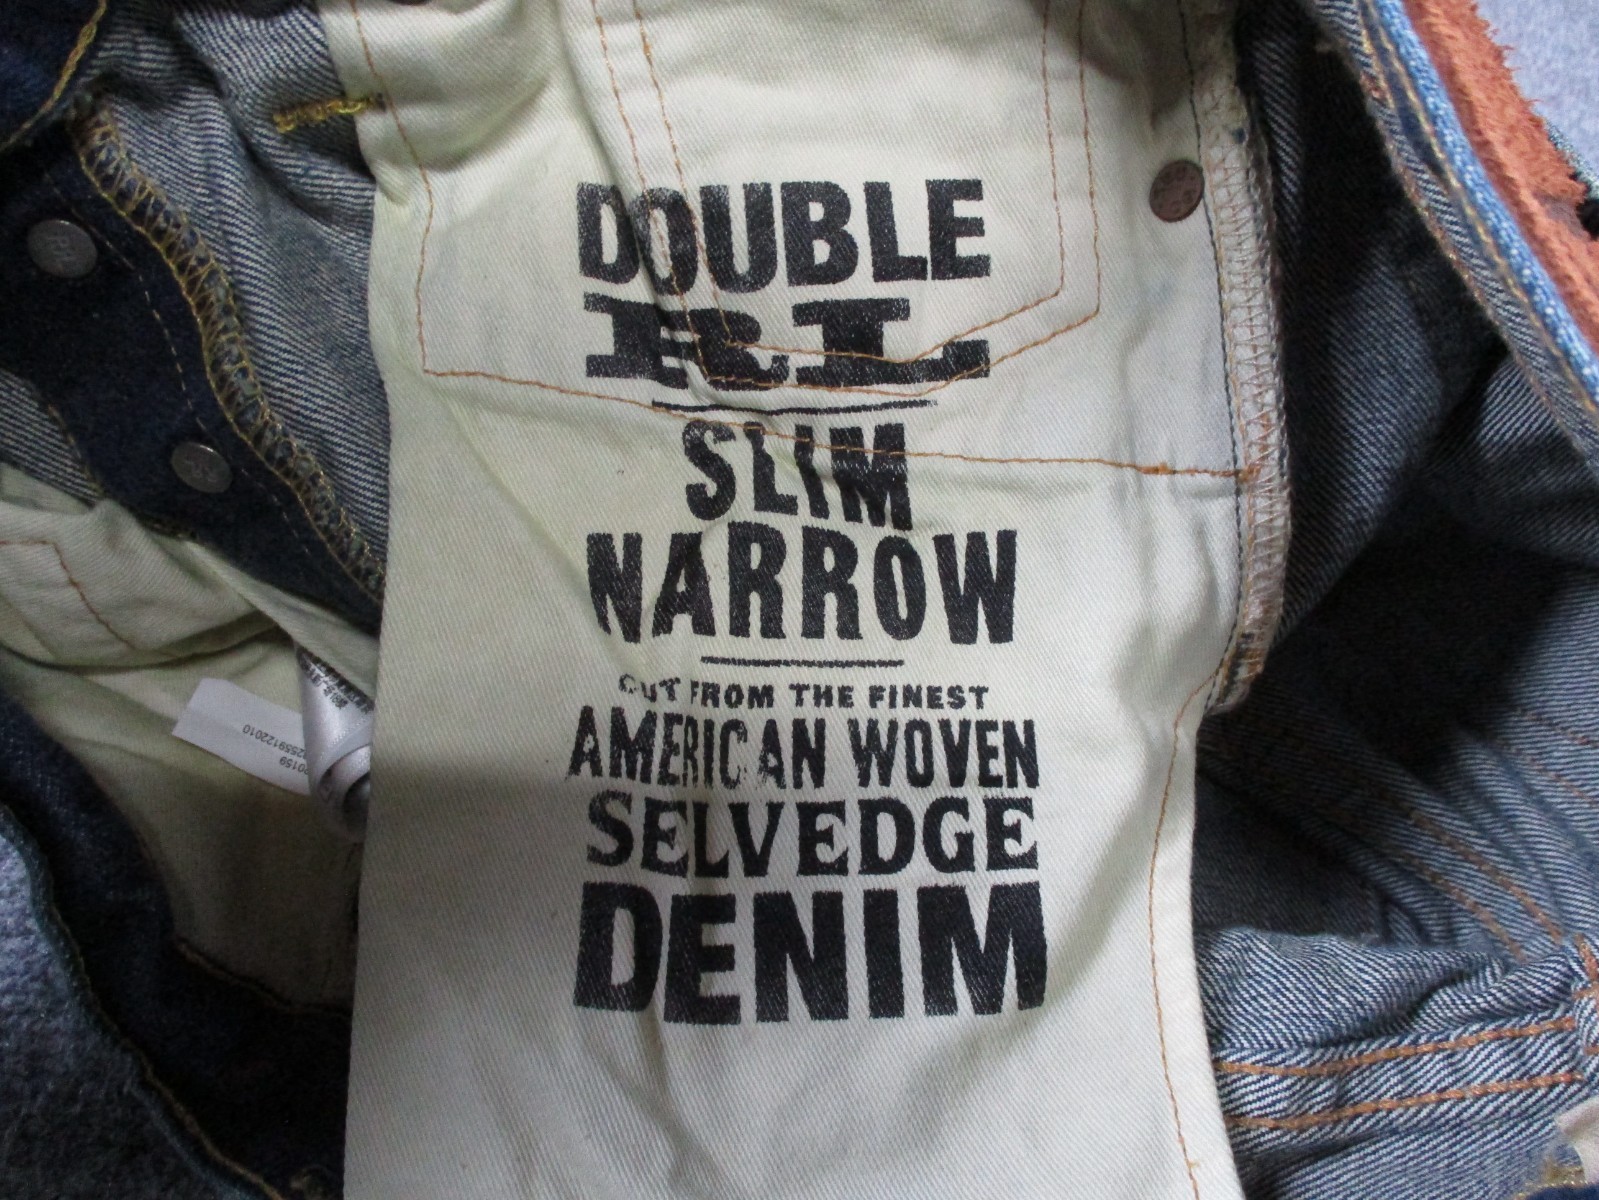 DOUBLE
RL
SLIM
NARROW
CUT FROM THE FINEST
AMERICAN WOVEN
SELVEDGE
DENIM